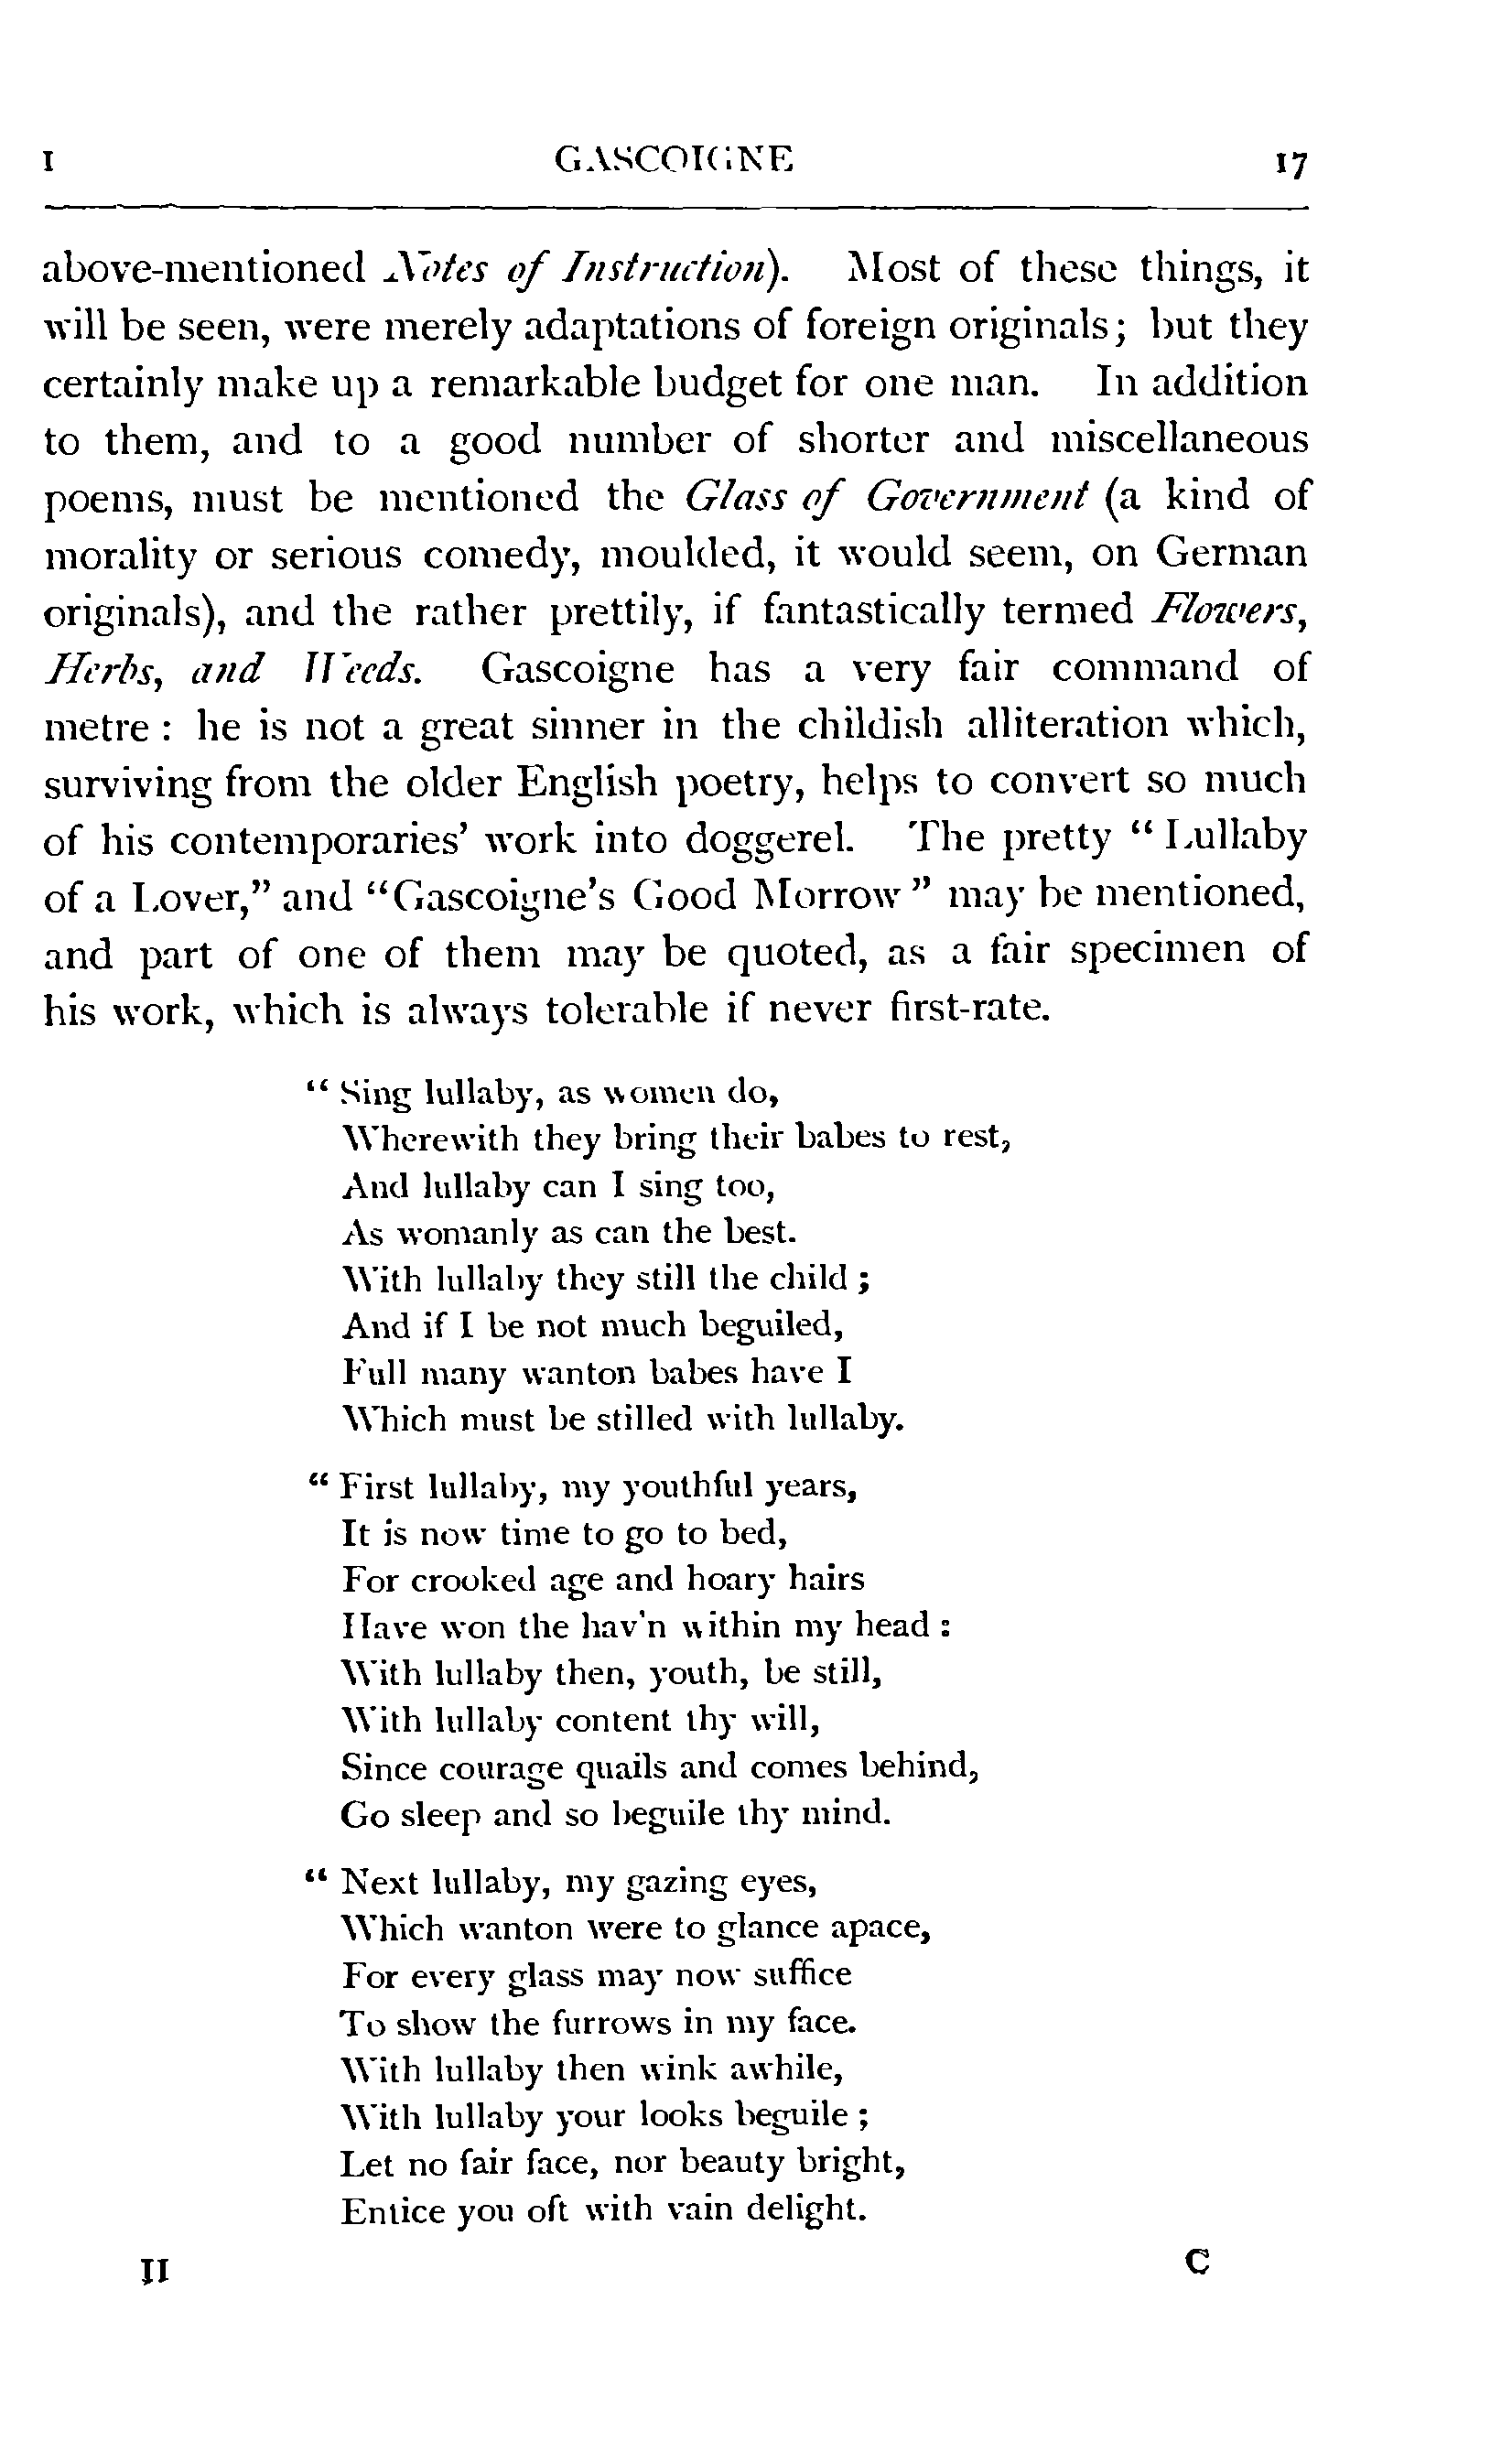 I GASCOIGNE 17
above-mentioned Notes of Instruction). Most of these things, it
will be seen, were merely adaptations of foreign originals; but they
certainly make up a remarkable budget for one man. In addition
to them, and to a good number of shorter and miscellaneous
poems, must be mentioned the Glass of Government (a kind of
morality or serious comedy, moulded, it would seem, on German
originals), and the rather prettily, if fantastically termed Flowers,
Herbs, and Weeds. Gascoigne has a very fair command of
metre : he is not a great sinner in the childish alliteration which,
surviving from the older English poetry, helps to convert so much
of his contemporaries' work into doggerel. The pretty “ Lullaby
of a Lover,” and “Gascoigne's Good Morrow ” may be mentioned,
and part of one of them may be quoted, as a fair specimen of
his work, which is always tolerable if never first-rate.
“ Sing lullaby, as women do,
Wherewith they bring their babes to rest,
And lullaby can I sing too,
As womanly as can the best.
With lullaby they still the child ;
And if I be not much beguiled,
Full many wanton babes have I
Which must be stilled with lullaby.
“ First lullaby, my youthful years,
It is now time to go to bed,
For crooked age and hoary hairs
Have won the hav'n within my head :
With lullaby then, youth, be still,
With lullaby content thy will,
Since courage quails and comes behind,
Go sleep and so beguile thy mind.
“ Next lullaby, my gazing eyes,
Which wanton were to glance apace,
For every glass may now suffice
To show the furrows in my face.
With lullaby then wink awhile,
With lullaby your looks beguile ;
Let no fair face, nor beauty bright,
Entice you oft with vain delight.
II C